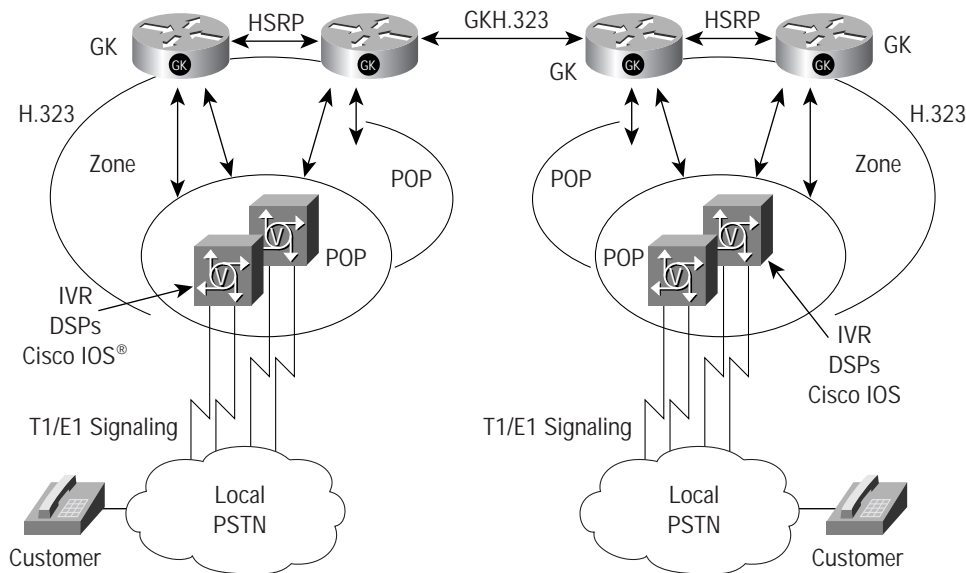 HSRP
GKH.323
HSRP
GK
GK
GK
GK
GK
GK
GK
GK
H.323
H.323
Zone
POP
POP
Zone
V
V
POP
POP
V
V
IVR
DSPs
Cisco IOS®
IVR
DSPs
Cisco IOS
T1/E1 Signaling
T1/E1 Signaling
Local
PSTN
Local
PSTN
Customer
Customer